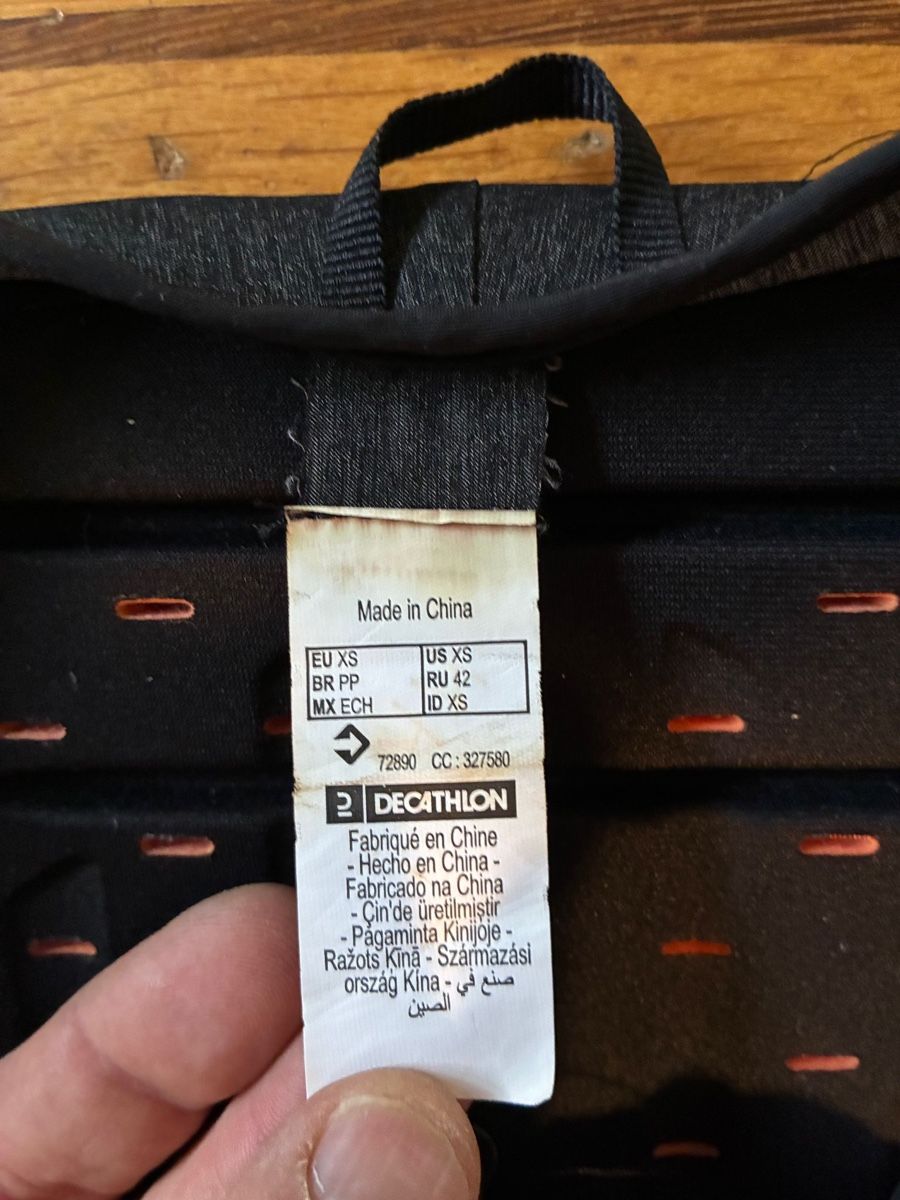 Made in China
EU XS US XS
BR PP RU 42
MX ECH ID XS
72890 CC : 327580
DECATHLON
Fabriqué en Chine
- Hecho en China -
Fabricado na China
- Çin'de üretilmiştir
- Pagaminta Kinijoje -
Ražots Ķīnā - Származási
ország Kína - صنع في
الصين